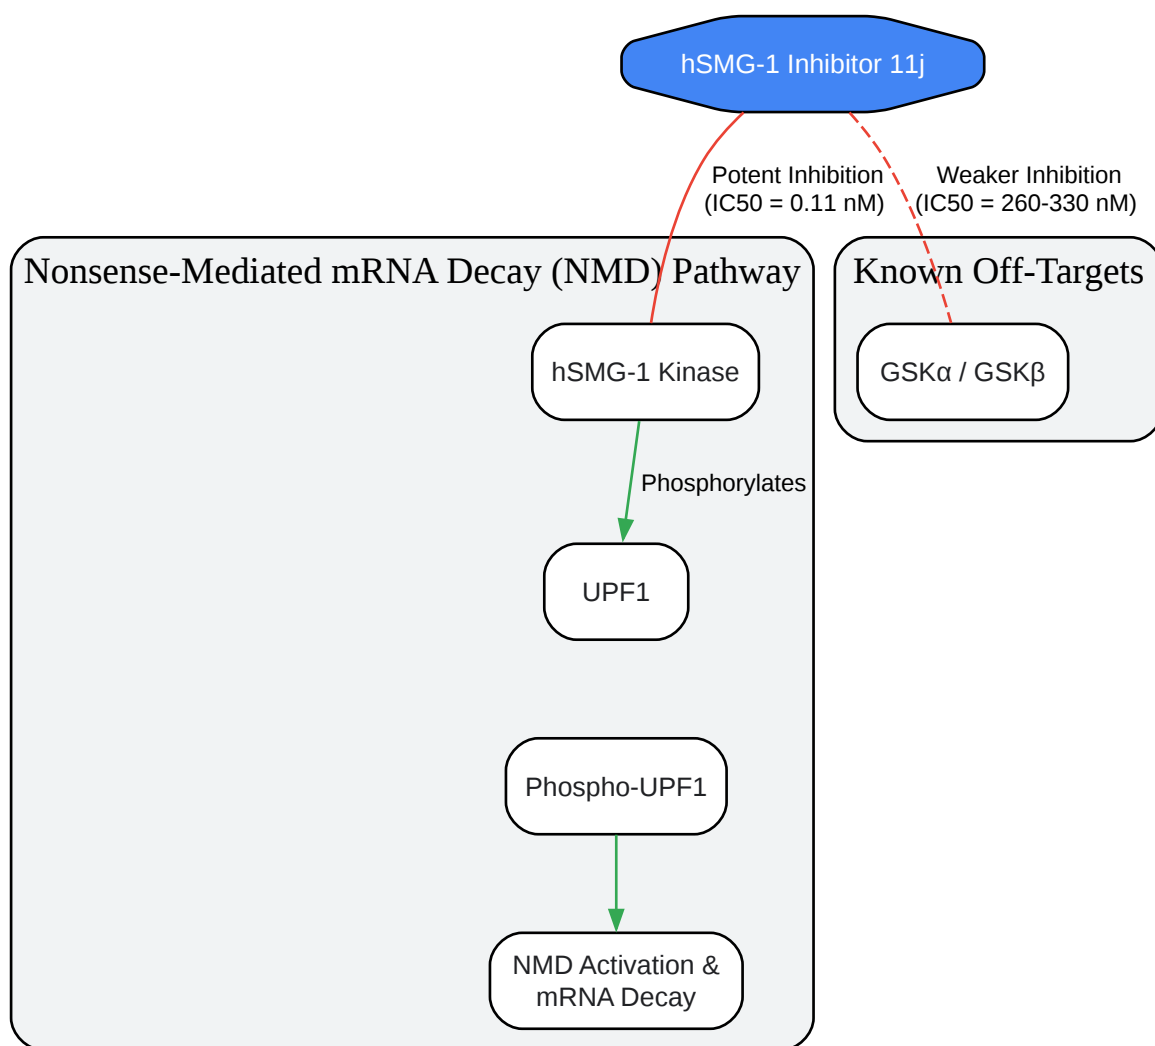 hSMG-1 Inhibitor 11j
Potent Inhibition
(IC50 = 0.11 nM)
Weaker Inhibition
(IC50 = 260-330 nM)
Nonsense-Mediated mRNA Decay (NMD) Pathway
Known Off-Targets
hSMG-1 Kinase
GSKα / GSKβ
Phosphorylates
UPF1
Phospho-UPF1
NMD Activation &
mRNA Decay